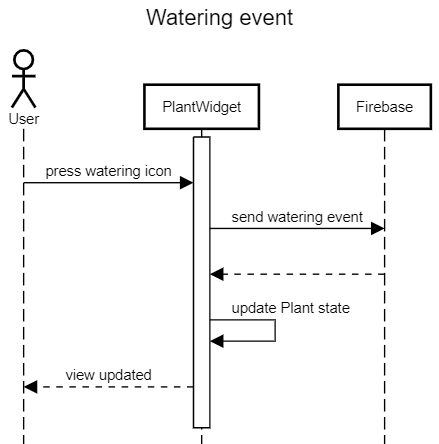 Watering event
User
PlantWidget
Firebase
press watering icon
send watering event
update Plant state
view updated